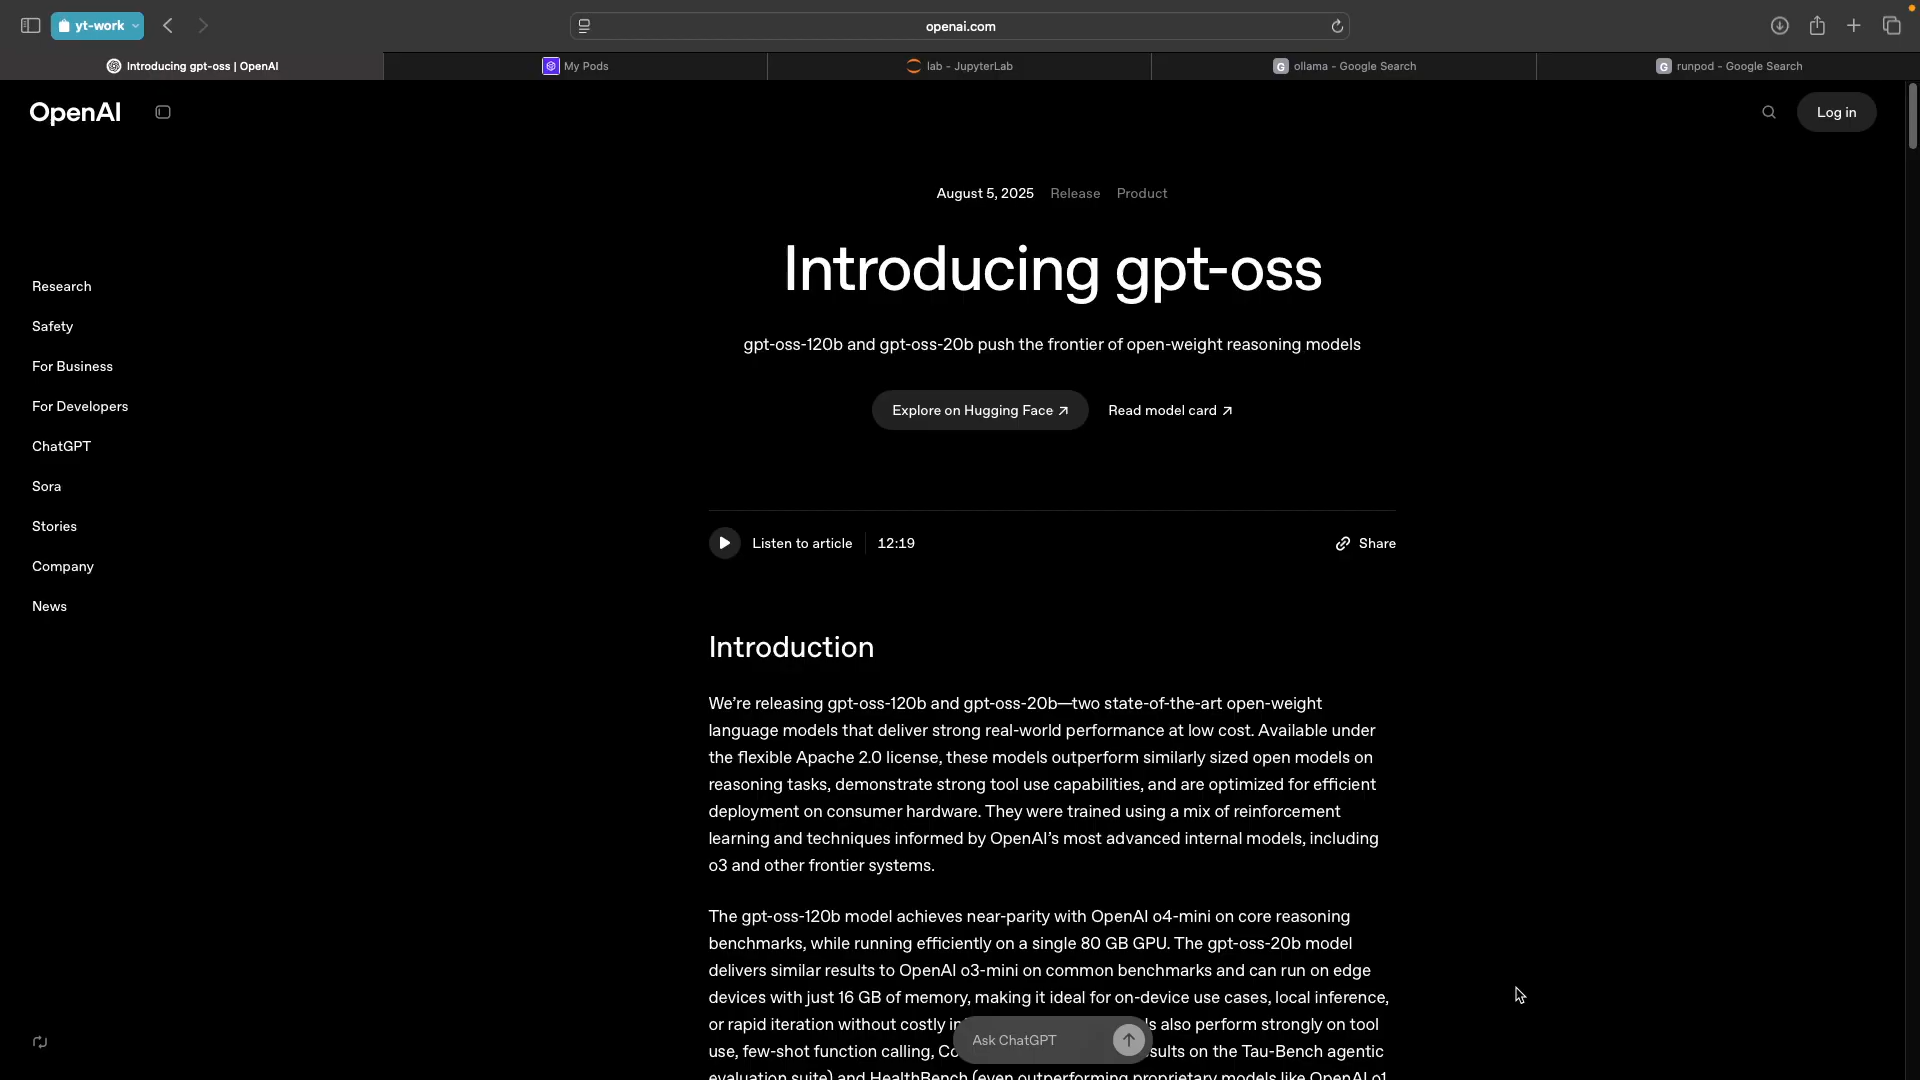 yt-work
openai.com
Introducing gpt-oss | OpenAI
My Pods
lab - JupyterLab
G ollama - Google Search
G runpod - Google Search
OpenAI
Log in
August 5, 2025 Release Product
Introducing gpt-oss
gpt-oss-120b and gpt-oss-20b push the frontier of open-weight reasoning models
Explore on Hugging Face ↗ Read model card ↗
Research
Safety
For Business
For Developers
ChatGPT
Sora
Stories
Company
News
Listen to article 12:19 Share
Introduction
We’re releasing gpt-oss-120b and gpt-oss-20b—two state-of-the-art open-weight
language models that deliver strong real-world performance at low cost. Available under
the flexible Apache 2.0 license, these models outperform similarly sized open models on
reasoning tasks, demonstrate strong tool use capabilities, and are optimized for efficient
deployment on consumer hardware. They were trained using a mix of reinforcement
learning and techniques informed by OpenAI’s most advanced internal models, including
o3 and other frontier systems.
The gpt-oss-120b model achieves near-parity with OpenAI o4-mini on core reasoning
benchmarks, while running efficiently on a single 80 GB GPU. The gpt-oss-20b model
delivers similar results to OpenAI o3-mini on common benchmarks and can run on edge
devices with just 16 GB of memory, making it ideal for on-device use cases, local inference,
or rapid iteration without costly also perform strongly on tool
use, few-shot function calling, on the Tau-Bench agentic
evaluation suite) and HealthBench (even outperforming proprietary models like OpenAI o1
Ask ChatGPT